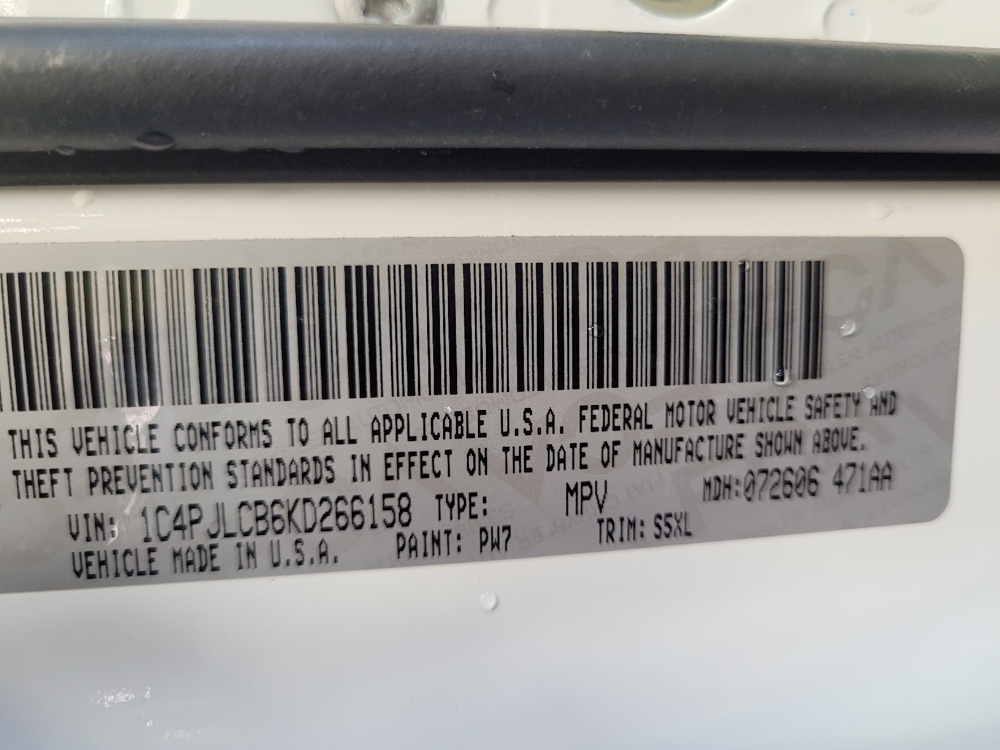 THIS VEHICLE CONFORMS TO ALL APPLICABLE U.S.A. FEDERAL MOTOR VEHICLE SAFETY AND
THEFT PREVENTION STANDARDS IN EFFECT ON THE DATE OF MANUFACTURE SHOWN ABOVE.
VIN: 1C4PJLCB6KD266158 TYPE: MPV MDH:072606 471AA
VEHICLE MADE IN U.S.A. PAINT: PW7 TRIM: S5XL